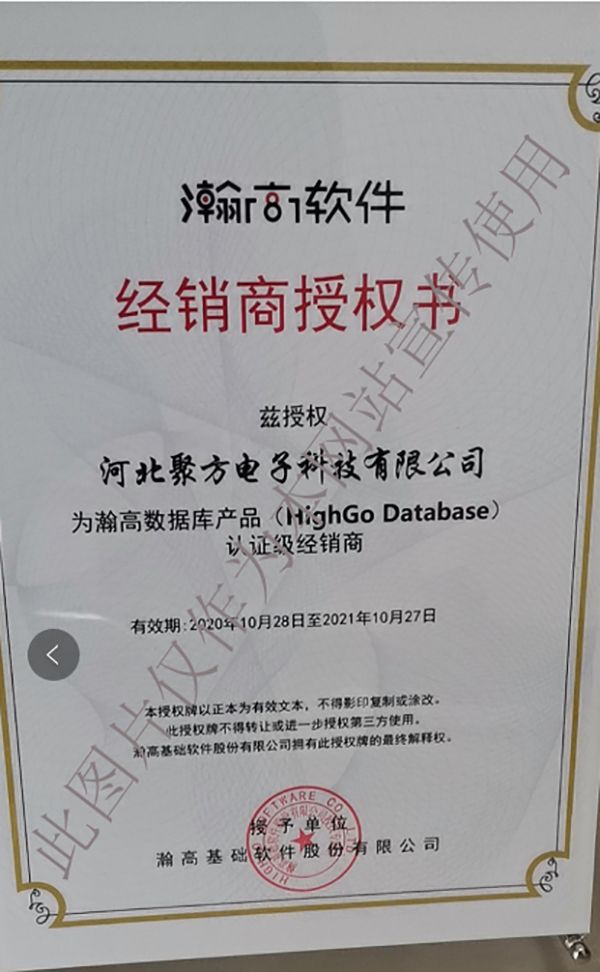 瀚高软件
经销商授权书
兹授权
河北聚方电子科技有限公司
为瀚高数据库产品（HighGo Database）
认证级经销商
有效期:2020年10月28日至2021年10月27日
本授权牌以正本为有效文本，不得影印复制或涂改。
此授权牌不得转让或进一步授权第三方使用。
瀚高基础软件股份有限公司拥有此授权牌的最终解释权。
授予单位
瀚高基础软件股份有限公司
此图片仅作为本网站宣传使用